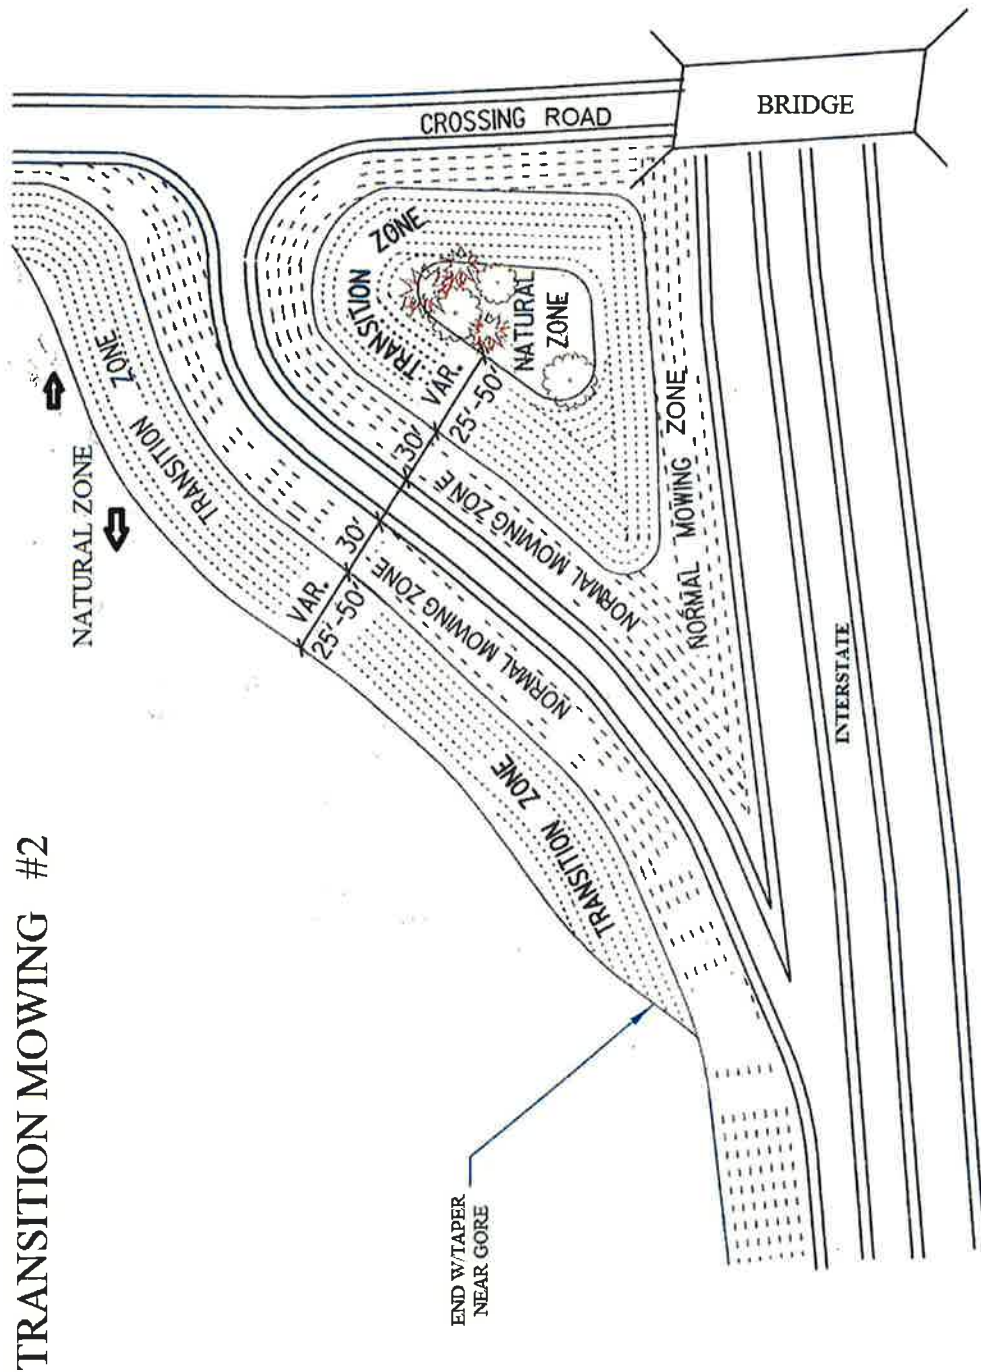 TRANSITION MOWING #2
NATURAL ZONE
TRANSITION ZONE
VAR.
25'-50'
30'
NORMAL MOWING ZONE
TRANSITION ZONE
END W/TAPER
NEAR GORE
CROSSING ROAD
BRIDGE
TRANSITION ZONE
NATURAL
ZONE
VAR.
25'-50'
30'
NORMAL MOWING ZONE
NORMAL MOWING ZONE
INTERSTATE